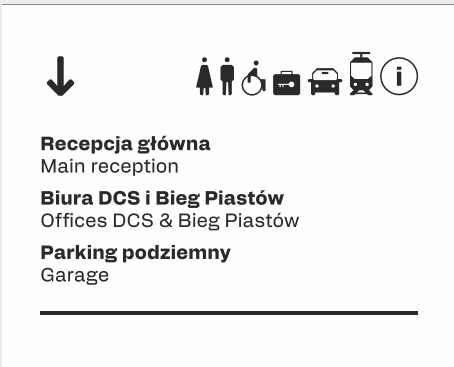 Recepcja główna
Main reception
Biura DCS i Bieg Piastów
Offices DCS & Bieg Piastów
Parking podziemny
Garage